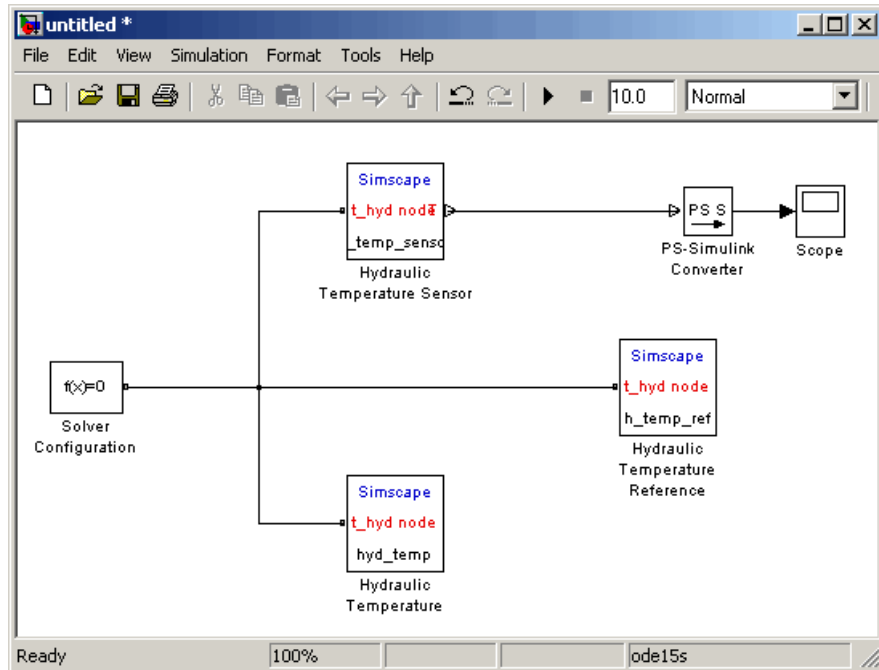 untitled *
File Edit View Simulation Format Tools Help
10.0 Normal
Simscape
t_hyd node T
_temp_senso
Hydraulic
Temperature Sensor
PS S
PS-Simulink
Converter
Scope
f(x)=0
Solver
Configuration
Simscape
t_hyd node
h_temp_ref
Hydraulic
Temperature
Reference
Simscape
t_hyd node
hyd_temp
Hydraulic
Temperature
Ready 100% ode15s